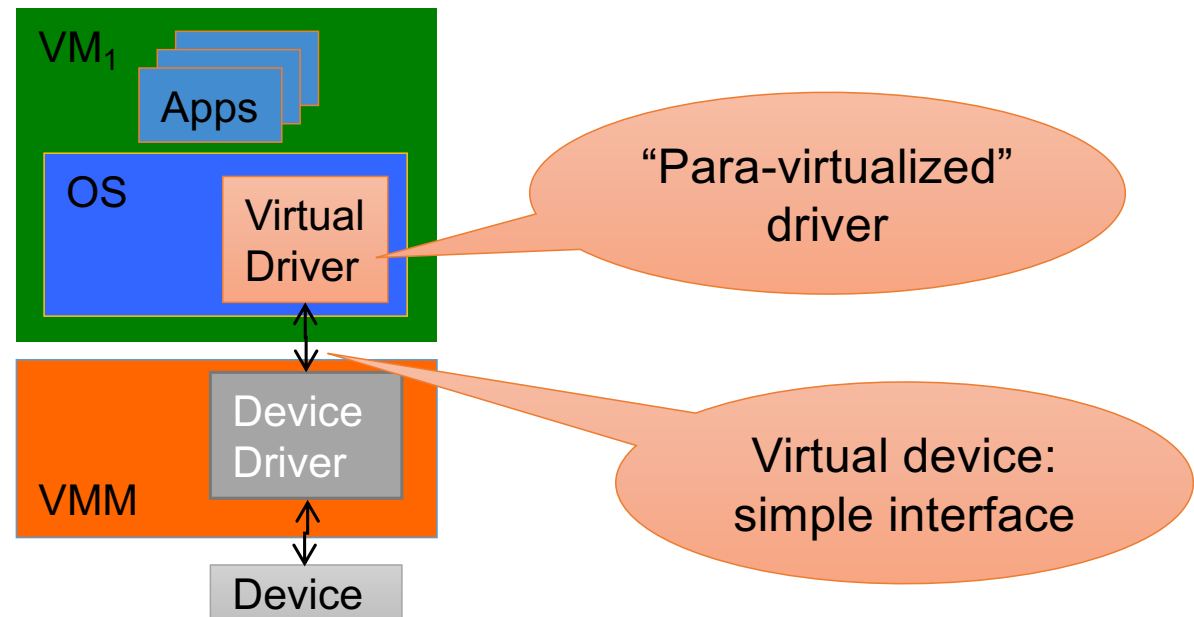 VM₁
Apps
OS
Virtual
Driver
“Para-virtualized”
driver
Device
Driver
VMM
Virtual device:
simple interface
Device